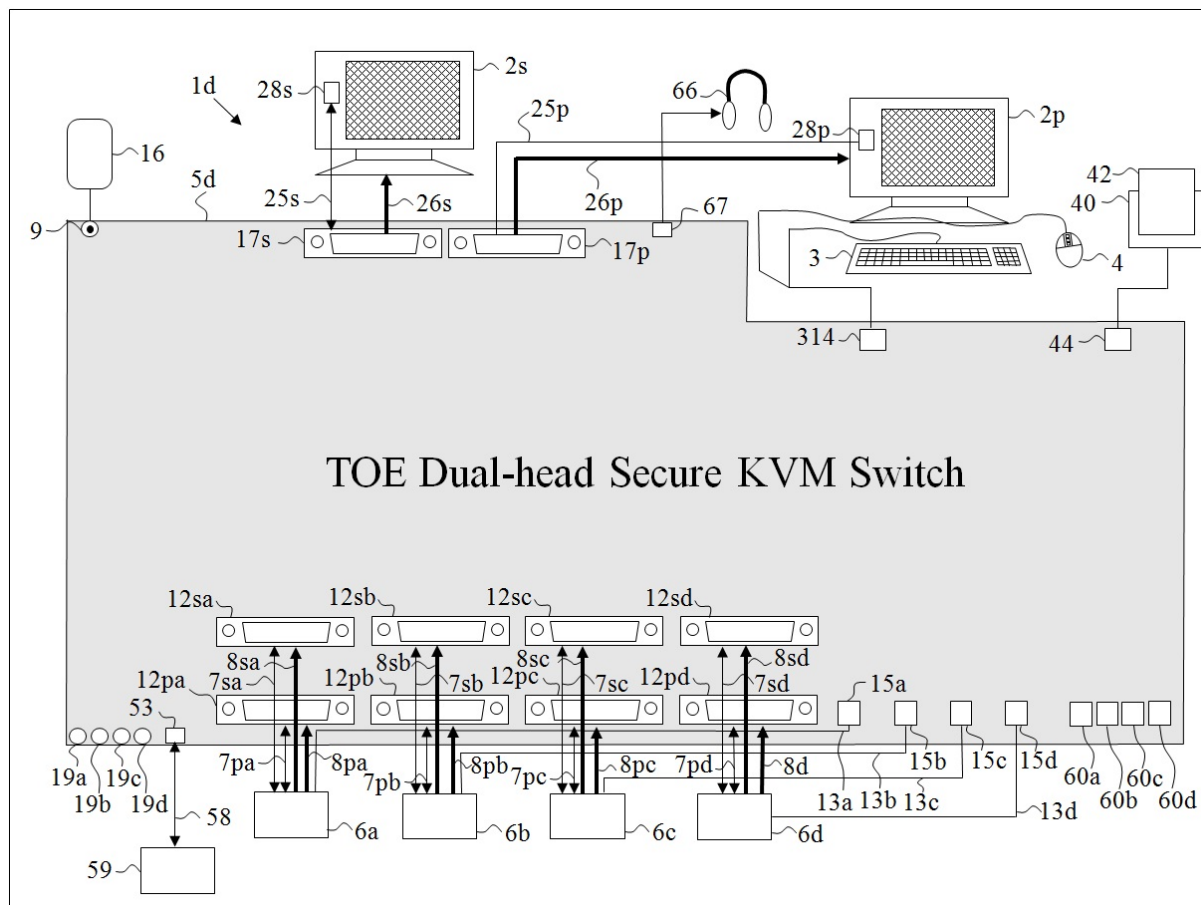 2s
28s
1d
66
25p
28p
2p
16
42
40
5d
25s
26s
26p
9
67
17s
17p
3
4
314
44
TOE Dual-head Secure KVM Switch
12sa
12sb
12sc
12sd
8sa
8sb
8sc
8sd
12pa
7sa
12pb
7sb
12pc
7sc
12pd
7sd
15a
53
19a
19b
19c
19d
7pa
8pa
7pb
8pb
7pc
8pc
7pd
8d
15b
15c
15d
60a
60b
60c
60d
13a
13b
13c
13d
58
6a
6b
6c
6d
59